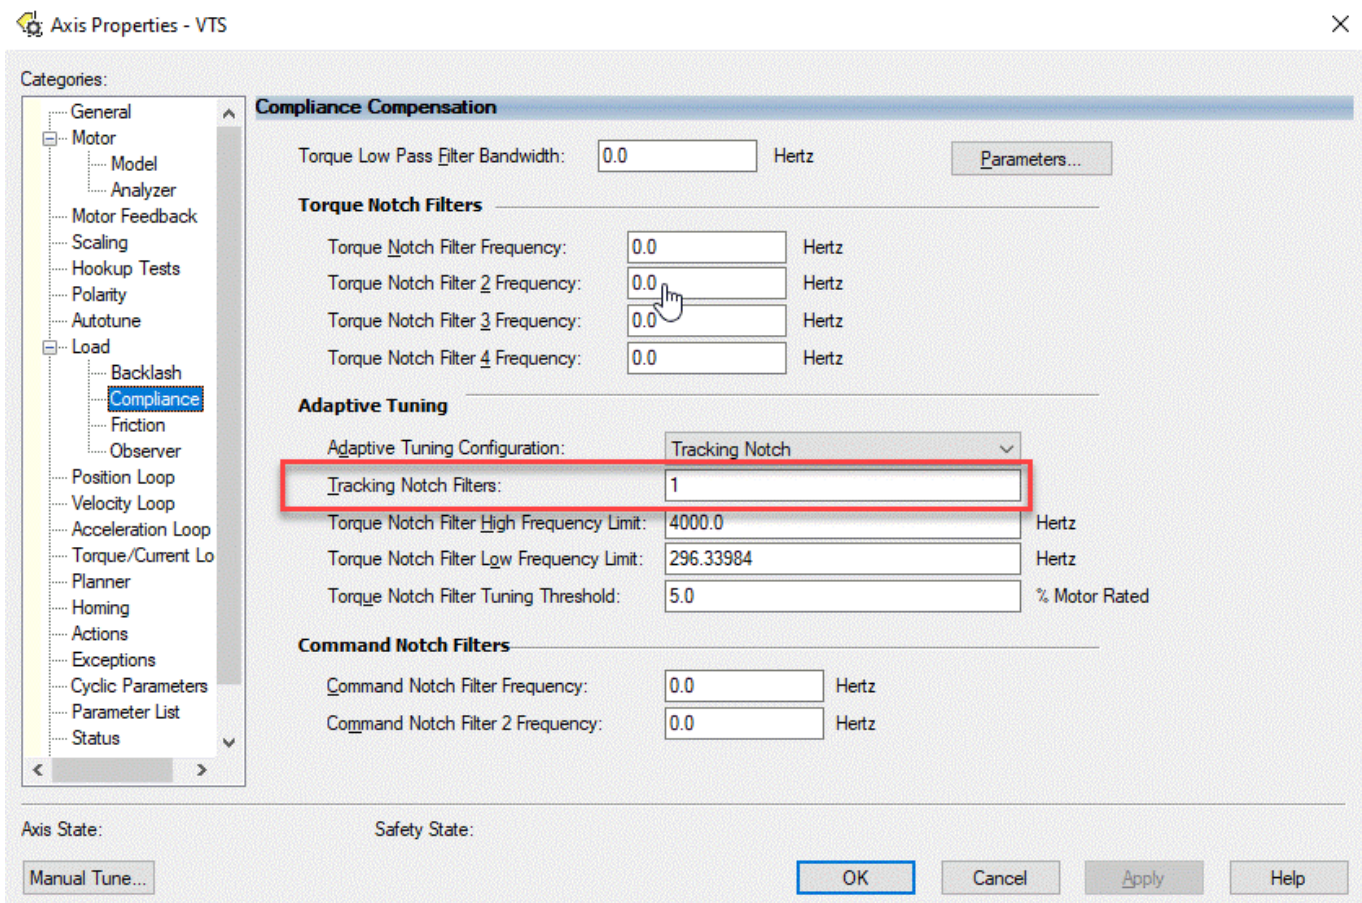 Axis Properties - VTS
Categories:
General
Motor
Model
Analyzer
Motor Feedback
Scaling
Hookup Tests
Polarity
Autotune
Load
Backlash
Compliance
Friction
Observer
Position Loop
Velocity Loop
Acceleration Loop
Torque/Current Lo
Planner
Homing
Actions
Exceptions
Cyclic Parameters
Parameter List
Status
Compliance Compensation
Torque Low Pass Filter Bandwidth: 0.0 Hertz Parameters...
Torque Notch Filters
Torque Notch Filter Frequency: 0.0 Hertz
Torque Notch Filter 2 Frequency: 0.0 Hertz
Torque Notch Filter 3 Frequency: 0.0 Hertz
Torque Notch Filter 4 Frequency: 0.0 Hertz
Adaptive Tuning
Adaptive Tuning Configuration: Tracking Notch
Tracking Notch Filters: 1
Torque Notch Filter High Frequency Limit: 4000.0 Hertz
Torque Notch Filter Low Frequency Limit: 296.33984 Hertz
Torque Notch Filter Tuning Threshold: 5.0 % Motor Rated
Command Notch Filters
Command Notch Filter Frequency: 0.0 Hertz
Command Notch Filter 2 Frequency: 0.0 Hertz
Axis State: Safety State:
Manual Tune... OK Cancel Apply Help